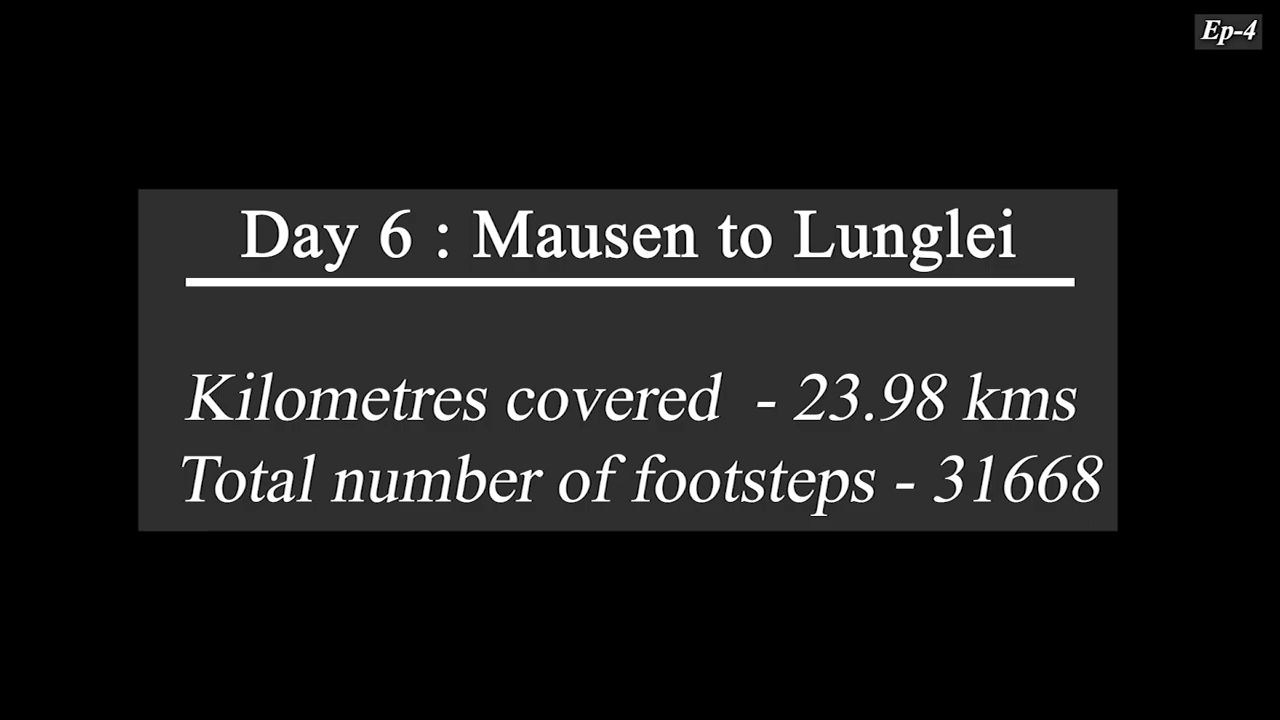 Ep-4
Day 6 : Mausen to Lunglei
Kilometres covered - 23.98 kms
Total number of footsteps - 31668